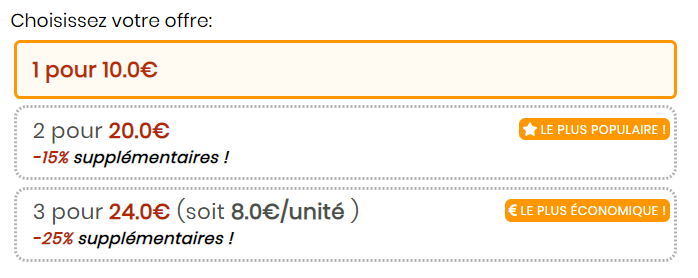 Choisissez votre offre:
1 pour 10.0€
2 pour 20.0€
LE PLUS POPULAIRE !
-15% supplémentaires !
3 pour 24.0€ (soit 8.0€/unité )
€ LE PLUS ÉCONOMIQUE !
-25% supplémentaires !